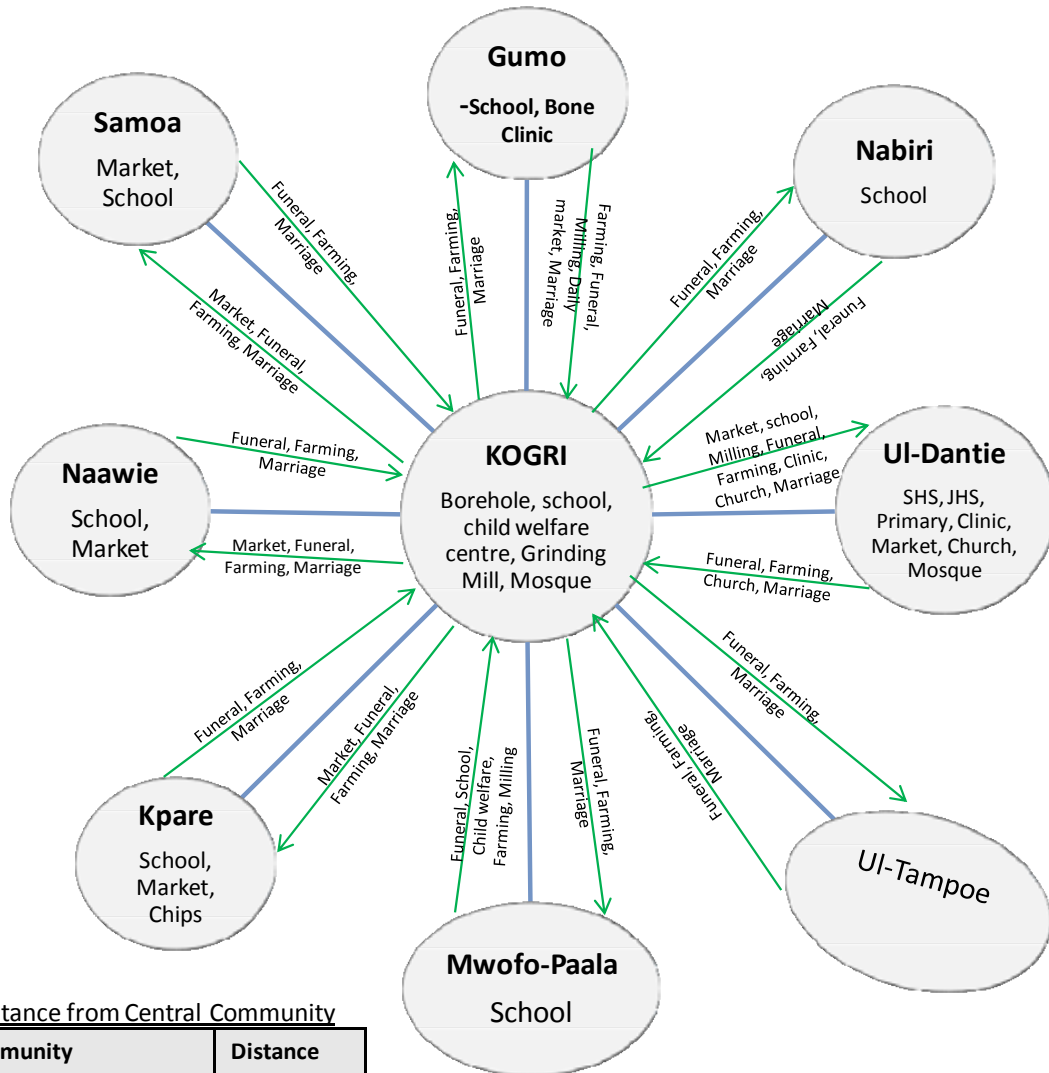 Gumo
-School, Bone
Clinic
Samoa
Market,
School
Nabiri
School
Funeral, Farming,
Marriage
Market, Funeral,
Farming, Marriage
Funeral, Farming,
Marriage
Farming, Funeral,
Milling, Daily
market, Marriage
Funeral, Farming,
Marriage
Funeral, Farming,
Marriage
Naawie
School,
Market
Funeral, Farming,
Marriage
Market, Funeral,
Farming, Marriage
KOGRI
Borehole, school,
child welfare
centre, Grinding
Mill, Mosque
Market, school,
Milling, Funeral,
Farming, Clinic,
Church, Marriage
Funeral, Farming,
Church, Marriage
Ul-Dantie
SHS, JHS,
Primary, Clinic,
Market, Church,
Mosque
Funeral, Farming,
Marriage
Market, Funeral,
Farming, Marriage
Funeral, School,
Child welfare,
Farming, Milling
Funeral, Farming,
Marriage
Funeral, Farming,
Marriage
Funeral, Farming,
Marriage
Kpare
School,
Market,
Chips
Mwofo-Paala
School
Ul-Tampoe
tance from Central Community
munity Distance